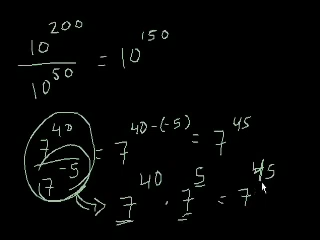 10^200 / 10^50 = 10^150
7^40 / 7^-5 = 7^40-(-5) = 7^45
7^40 · 7^5 = 7^45